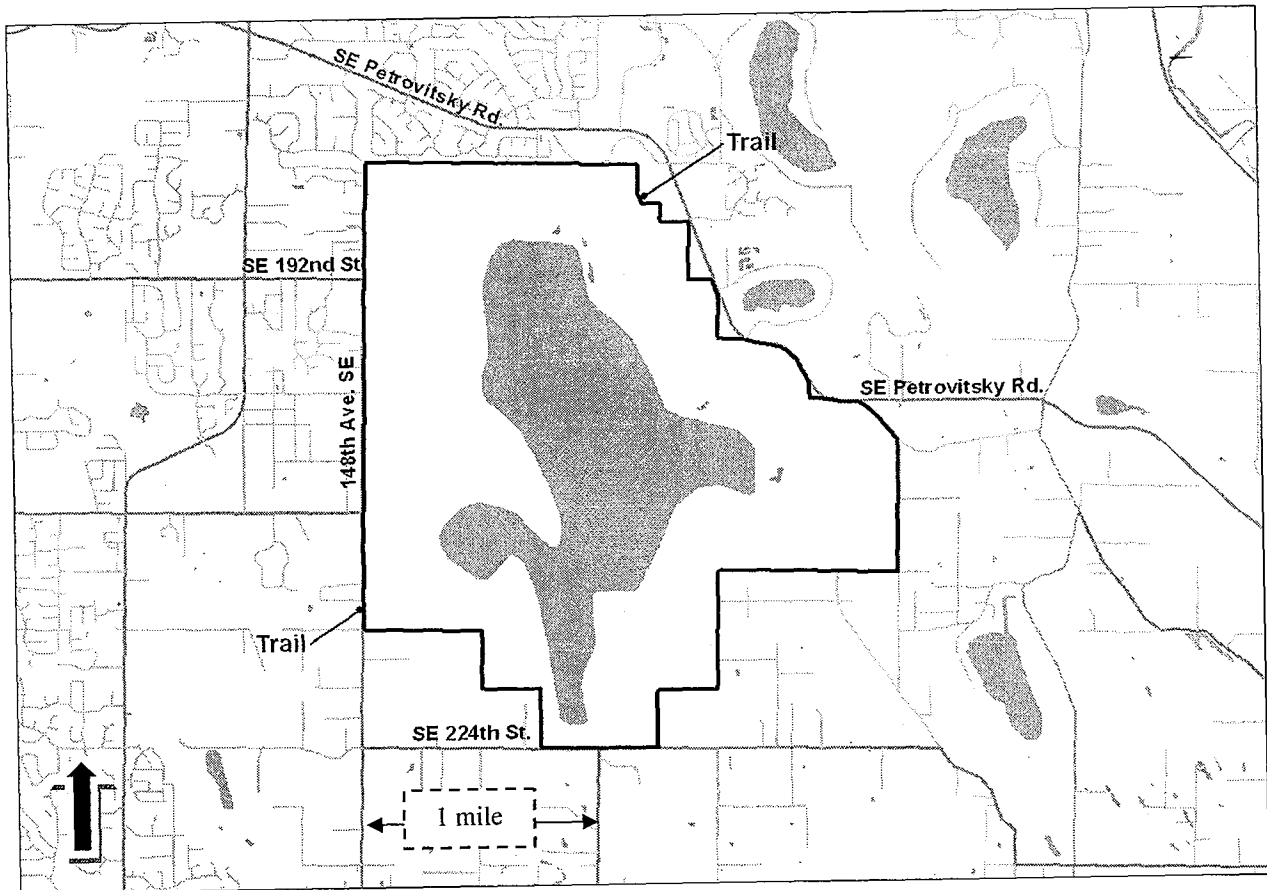 SE Petrovitsky Rd.
Trail
SE 192nd St.
148th Ave. SE
SE Petrovitsky Rd.
Trail
SE 224th St.
1 mile